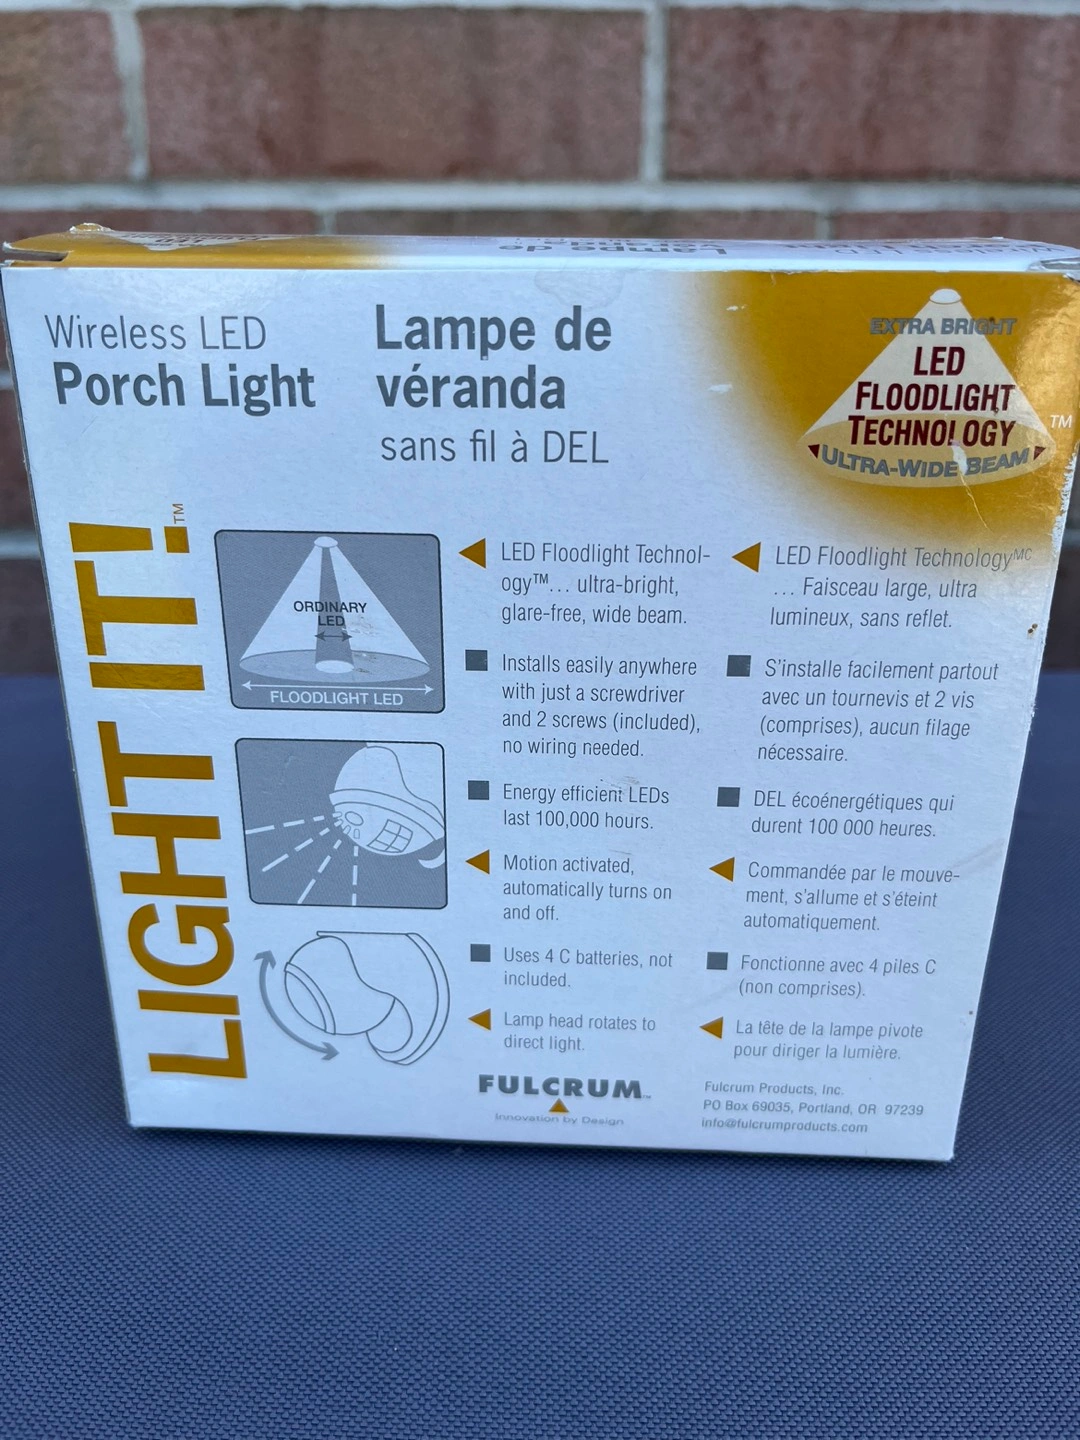 Lampe de
Wireless LED
Porch Light
Lampe de
véranda
sans fil à DEL
EXTRA BRIGHT
LED
FLOODLIGHT
TECHNOLOGY
™
ULTRA-WIDE BEAM
LIGHT IT!™
ORDINARY
LED
FLOODLIGHT LED
LED Floodlight Technol-
ogy™... ultra-bright,
glare-free, wide beam.
Installs easily anywhere
with just a screwdriver
and 2 screws (included),
no wiring needed.
Energy efficient LEDs
last 100,000 hours.
Motion activated,
automatically turns on
and off.
Uses 4 C batteries, not
included.
Lamp head rotates to
direct light.
LED Floodlight Technologyᴹᶜ
... Faisceau large, ultra
lumineux, sans reflet.
S'installe facilement partout
avec un tournevis et 2 vis
(comprises), aucun filage
nécessaire.
DEL écoénergétiques qui
durent 100 000 heures.
Commandée par le mouve-
ment, s'allume et s'éteint
automatiquement.
Fonctionne avec 4 piles C
(non comprises).
La tête de la lampe pivote
pour diriger la lumière.
FULCRUM™
Innovation by Design
Fulcrum Products, Inc.
PO Box 69035, Portland, OR 97239
info@fulcrumproducts.com